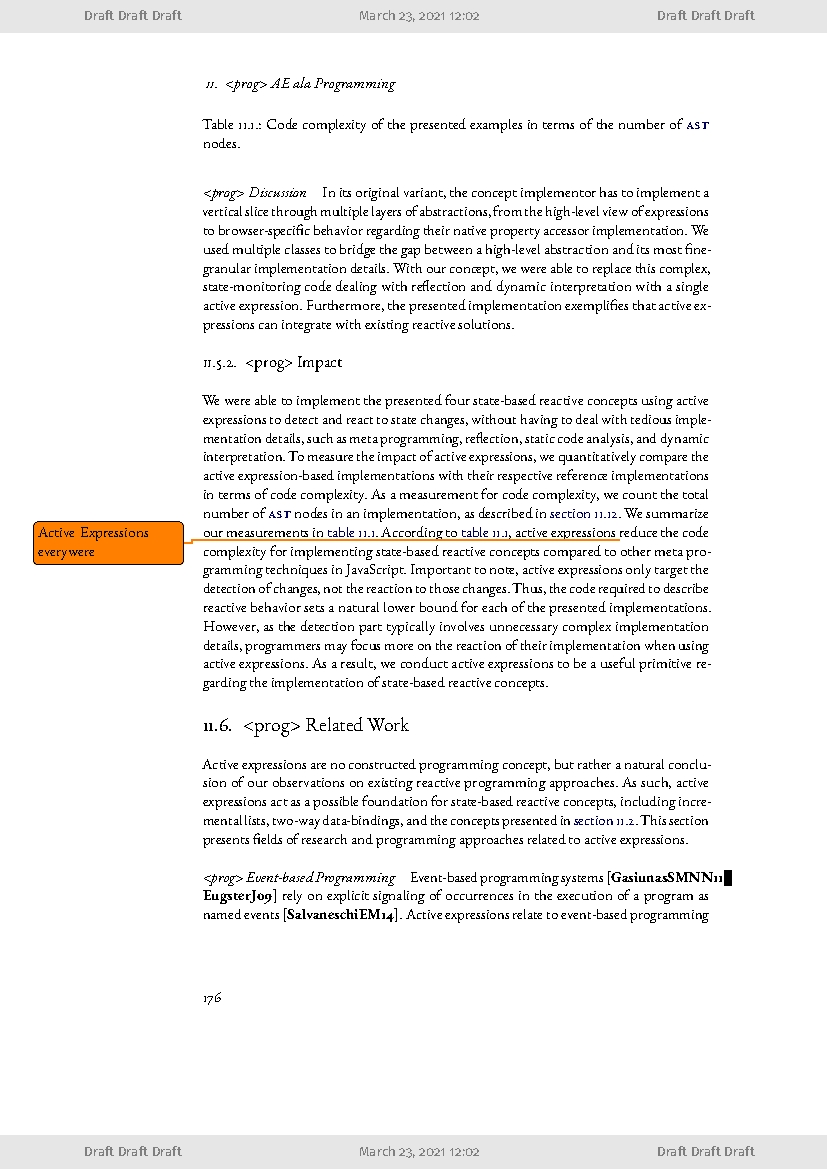 Draft Draft Draft March 23, 2021 12:02 Draft Draft Draft
11. <prog> AE ala Programming
Table 11.1.: Code complexity of the presented examples in terms of the number of AST
nodes.
<prog> Discussion In its original variant, the concept implementor has to implement a
vertical slice through multiple layers of abstractions, from the high-level view of expressions
to browser-specific behavior regarding their native property accessor implementation. We
used multiple classes to bridge the gap between a high-level abstraction and its most fine-
granular implementation details. With our concept, we were able to replace this complex,
state-monitoring code dealing with reflection and dynamic interpretation with a single
active expression. Furthermore, the presented implementation exemplifies that active ex-
pressions can integrate with existing reactive solutions.
11.5.2. <prog> Impact
We were able to implement the presented four state-based reactive concepts using active
expressions to detect and react to state changes, without having to deal with tedious imple-
mentation details, such as meta programming, reflection, static code analysis, and dynamic
interpretation. To measure the impact of active expressions, we quantitatively compare the
active expression-based implementations with their respective reference implementations
in terms of code complexity. As a measurement for code complexity, we count the total
number of AST nodes in an implementation, as described in section 11.12. We summarize
our measurements in table 11.1. According to table 11.1, active expressions reduce the code
complexity for implementing state-based reactive concepts compared to other meta pro-
gramming techniques in JavaScript. Important to note, active expressions only target the
detection of changes, not the reaction to those changes. Thus, the code required to describe
reactive behavior sets a natural lower bound for each of the presented implementations.
However, as the detection part typically involves unnecessary complex implementation
details, programmers may focus more on the reaction of their implementation when using
active expressions. As a result, we conduct active expressions to be a useful primitive re-
garding the implementation of state-based reactive concepts.
Active Expressions
everywere
11.6. <prog> Related Work
Active expressions are no constructed programming concept, but rather a natural conclu-
sion of our observations on existing reactive programming approaches. As such, active
expressions act as a possible foundation for state-based reactive concepts, including incre-
mental lists, two-way data-bindings, and the concepts presented in section 11.2. This section
presents fields of research and programming approaches related to active expressions.
<prog> Event-based Programming Event-based programming systems [GasiunasSMNN11
EugsterJ09] rely on explicit signaling of occurrences in the execution of a program as
named events [SalvaneschiEM14]. Active expressions relate to event-based programming
176
Draft Draft Draft March 23, 2021 12:02 Draft Draft Draft